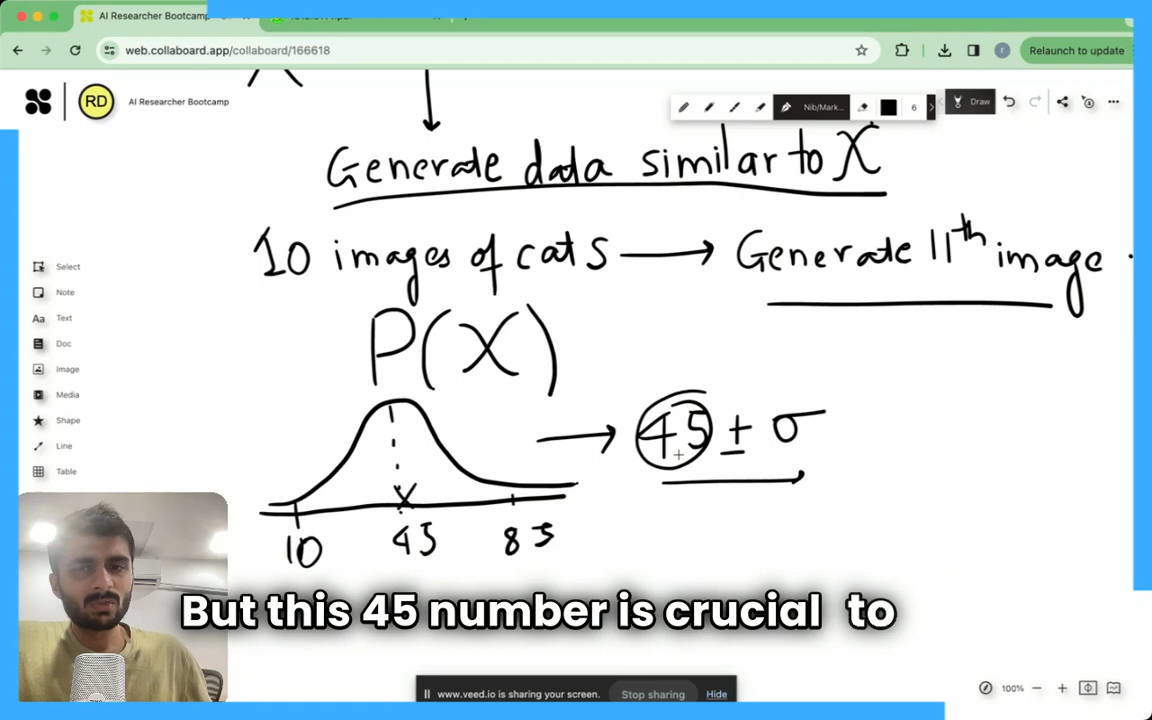 AI Researcher Bootcamp
web.collaboard.app/collaboard/166618
Relaunch to update
RD
AI Researcher Bootcamp
Nib/Mark...
6
Draw
X
Generate data similar to X
10 images of cats → Generate 11th image
P(X)
45 ± σ
10 45 85
Select
Note
Text
Doc
Image
Media
Shape
Line
Table
But this 45 number is crucial to
www.veed.io is sharing your screen.
Stop sharing
Hide
100%